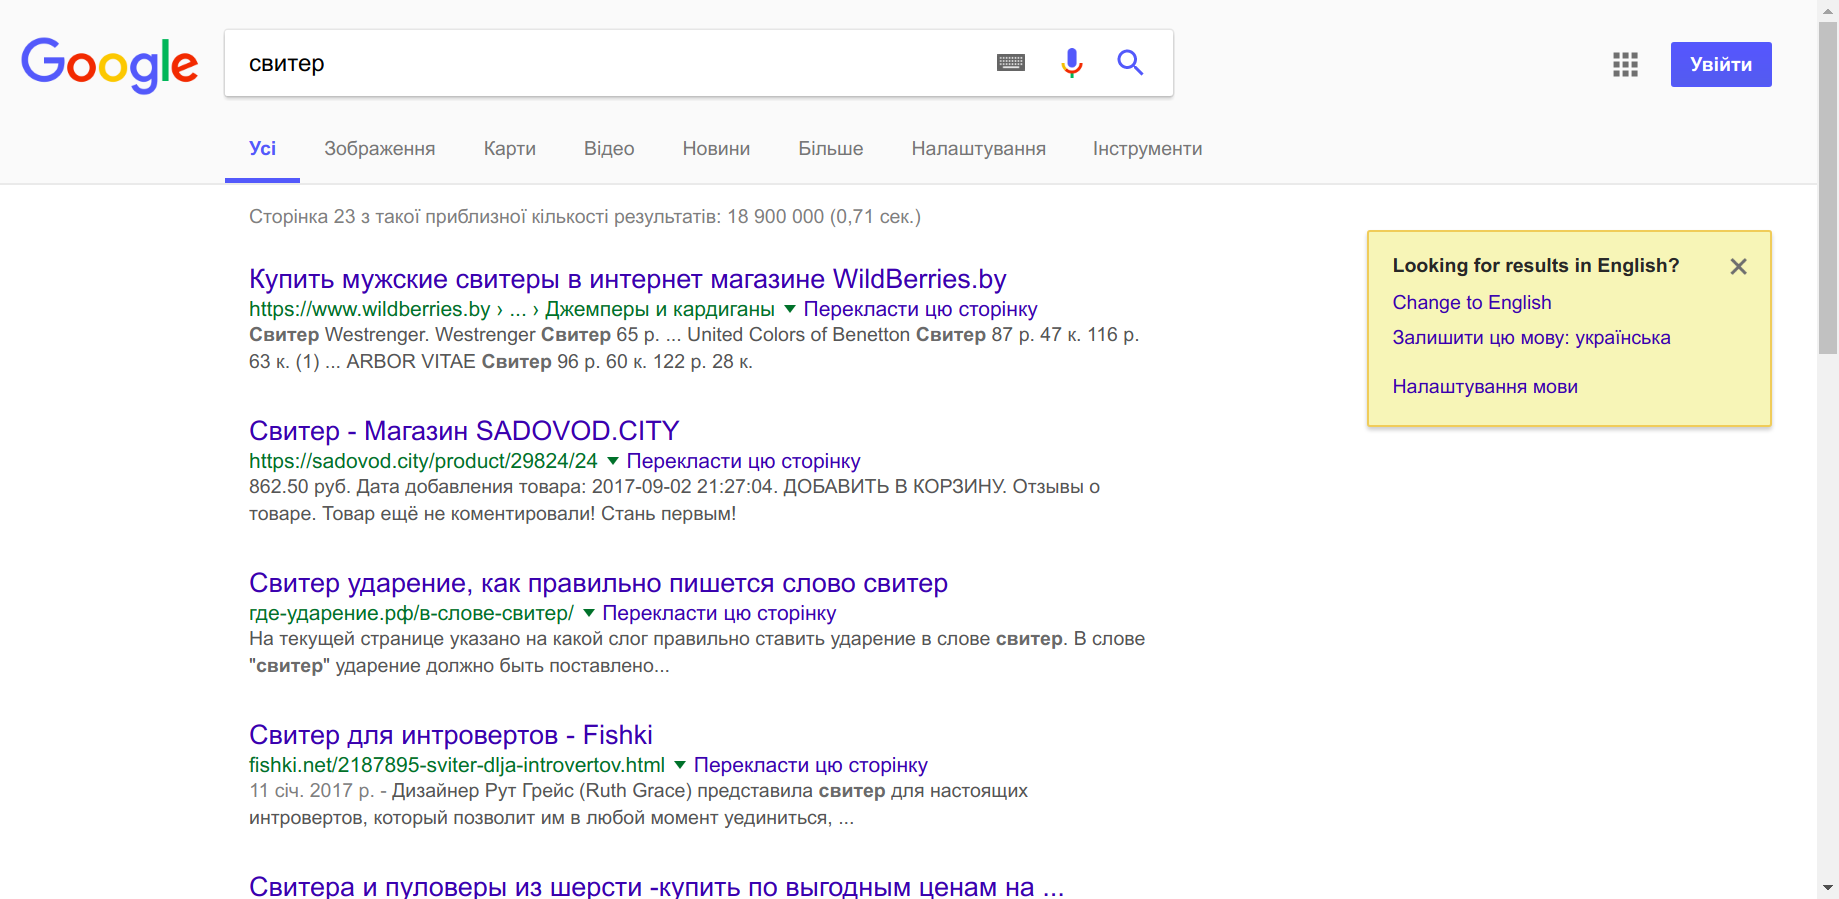 Google
свитер
Увійти
Усі Зображення Карти Відео Новини Більше Налаштування Інструменти
Сторінка 23 з такої приблизної кількості результатів: 18 900 000 (0,71 сек.)
Купить мужские свитеры в интернет магазине WildBerries.by
https://www.wildberries.by › ... › Джемперы и кардиганы Перекласти цю сторінку
Свитер Westrenger. Westrenger Свитер 65 р. ... United Colors of Benetton Свитер 87 р. 47 к. 116 р.
63 к. (1) ... ARBOR VITAE Свитер 96 р. 60 к. 122 р. 28 к.
Свитер - Магазин SADOVOD.CITY
https://sadovod.city/product/29824/24 Перекласти цю сторінку
862.50 руб. Дата добавления товара: 2017-09-02 21:27:04. ДОБАВИТЬ В КОРЗИНУ. Отзывы о
товаре. Товар ещё не коментировали! Стань первым!
Свитер ударение, как правильно пишется слово свитер
где-ударение.рф/в-слове-свитер/ Перекласти цю сторінку
На текущей странице указано на какой слог правильно ставить ударение в слове свитер. В слове
"свитер" ударение должно быть поставлено...
Свитер для интровертов - Fishki
fishki.net/2187895-sviter-dlja-introvertov.html Перекласти цю сторінку
11 січ. 2017 р. - Дизайнер Рут Грейс (Ruth Grace) представила свитер для настоящих
интровертов, который позволит им в любой момент уединиться, ...
Свитера и пуловеры из шерсти -купить по выгодным ценам на ...
Looking for results in English?
Change to English
Залишити цю мову: українська
Налаштування мови